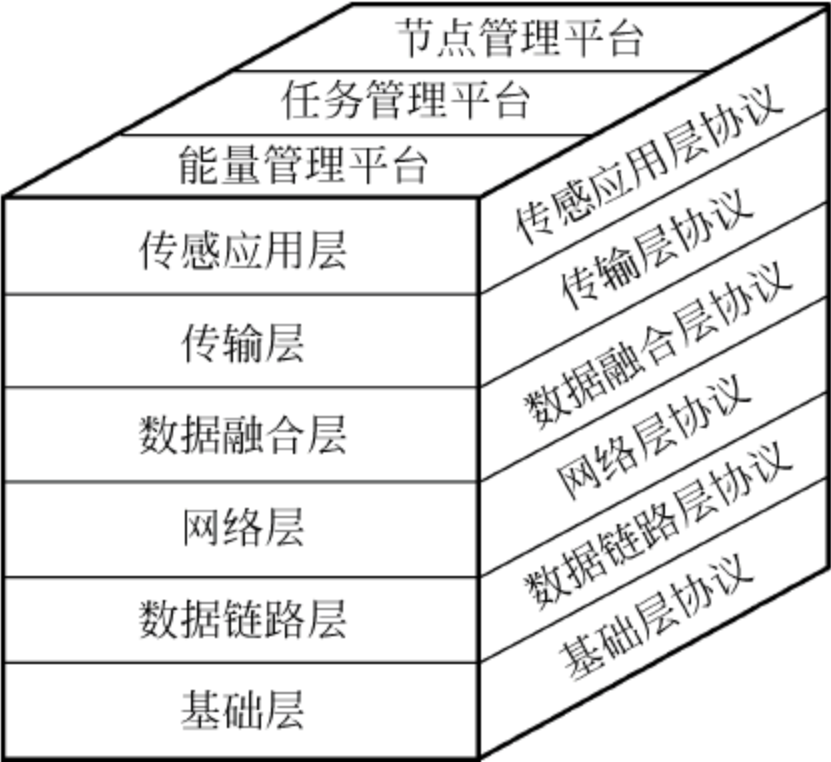 节点管理平台
任务管理平台
能量管理平台
传感应用层
传输层
数据融合层
网络层
数据链路层
基础层
传感应用层协议
传输层协议
数据融合层协议
网络层协议
数据链路层协议
基础层协议